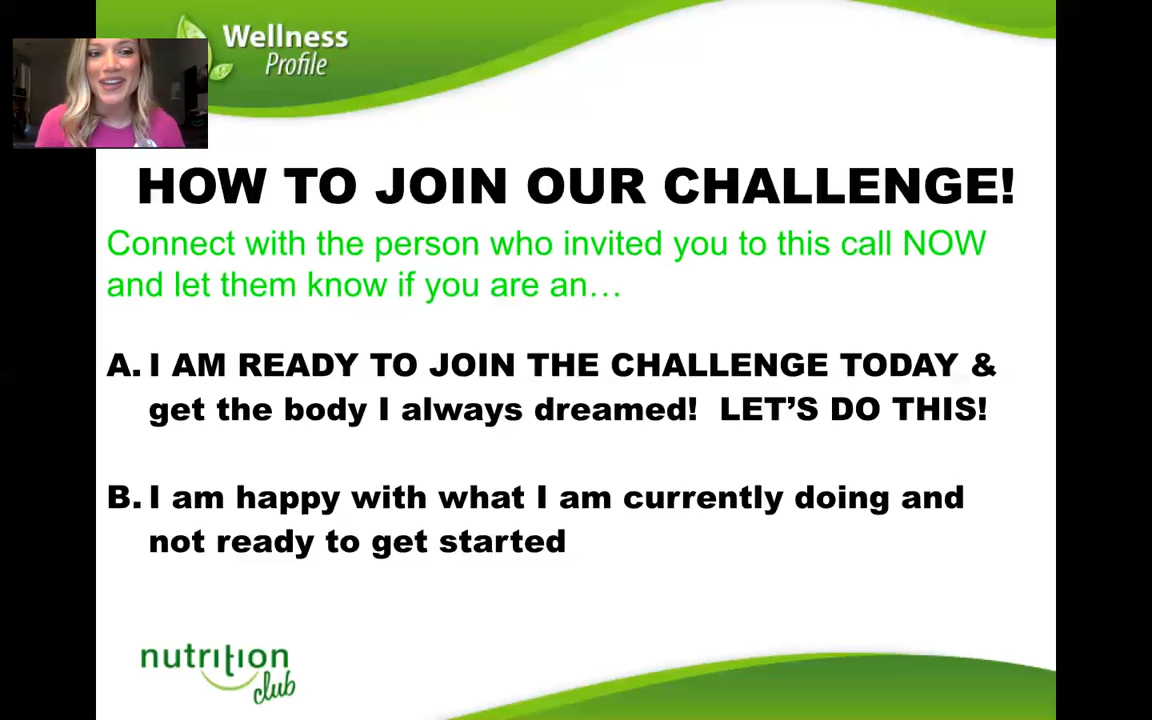 Wellness
Profile
HOW TO JOIN OUR CHALLENGE!
Connect with the person who invited you to this call NOW
and let them know if you are an…
A. I AM READY TO JOIN THE CHALLENGE TODAY &
get the body I always dreamed! LET’S DO THIS!
B. I am happy with what I am currently doing and
not ready to get started
nutrition
club